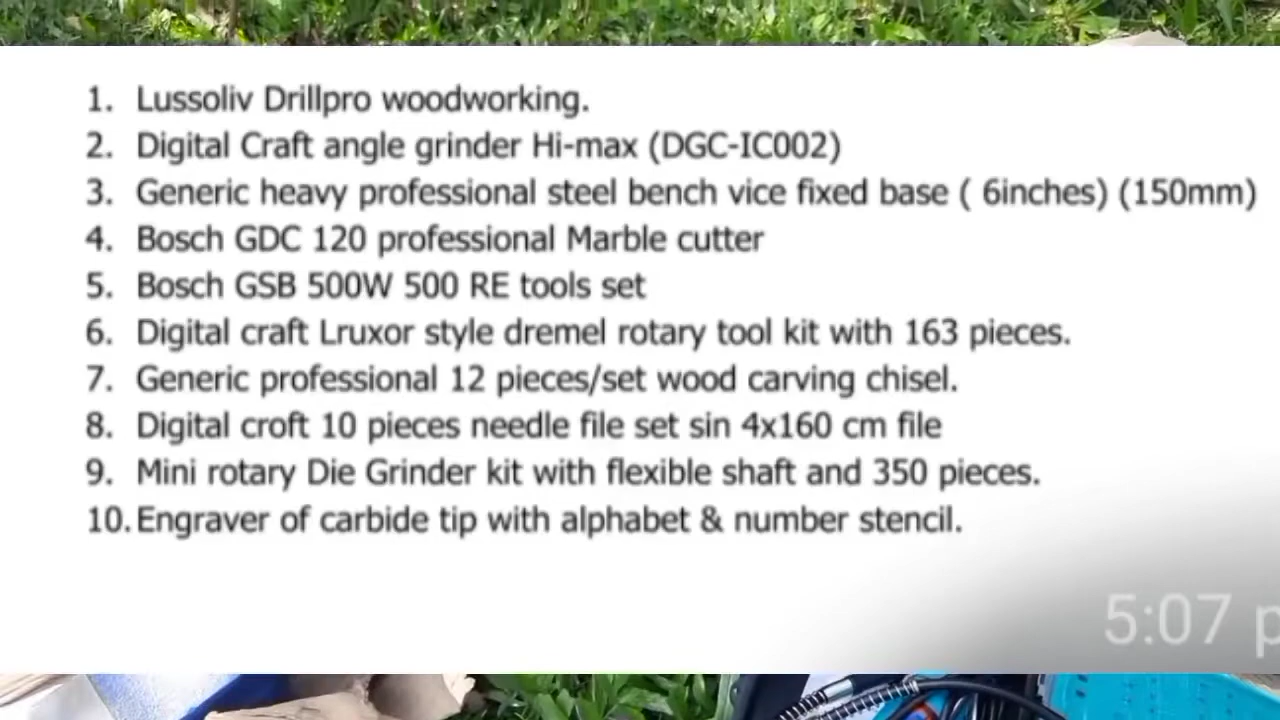 1. Lussoliv Drillpro woodworking.
2. Digital Craft angle grinder Hi-max (DGC-IC002)
3. Generic heavy professional steel bench vice fixed base ( 6inches) (150mm)
4. Bosch GDC 120 professional Marble cutter
5. Bosch GSB 500W 500 RE tools set
6. Digital craft Lruxor style dremel rotary tool kit with 163 pieces.
7. Generic professional 12 pieces/set wood carving chisel.
8. Digital croft 10 pieces needle file set sin 4x160 cm file
9. Mini rotary Die Grinder kit with flexible shaft and 350 pieces.
10. Engraver of carbide tip with alphabet & number stencil.
5:07 p